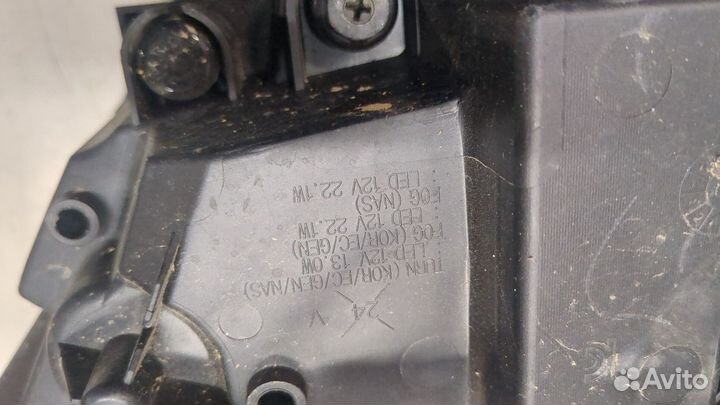 24 V
TURN (KOR/EC/GEN/NAS)
: LED 12V 13.0W
FOG (KOR/EC/GEN)
: LED 12V 22.1W
FOG (NAS)
: LED 12V 22.1W
Avito